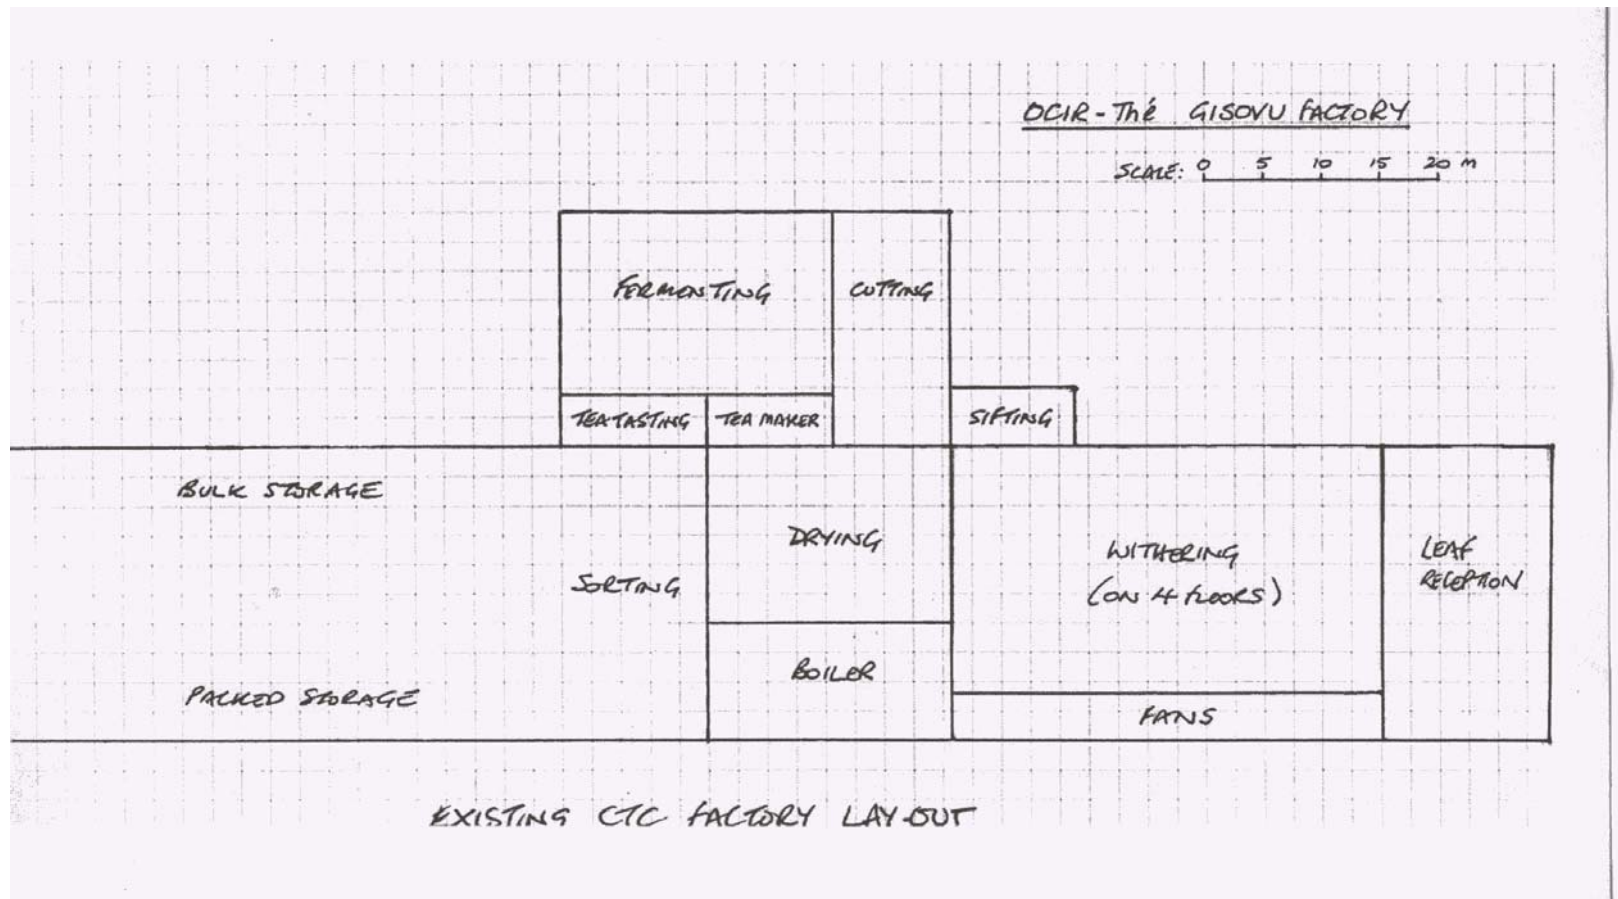 OCIR-Thé GISOVU FACTORY
SCALE: 0 5 10 15 20 m
FERMENTING
CUTTING
TEA TASTING
TEA MAKER
SIFTING
BULK STORAGE
DRYING
WITHERING
(ON 4 FLOORS)
LEAF
RECEPTION
SORTING
BOILER
PACKED STORAGE
FANS
EXISTING CTC FACTORY LAY-OUT